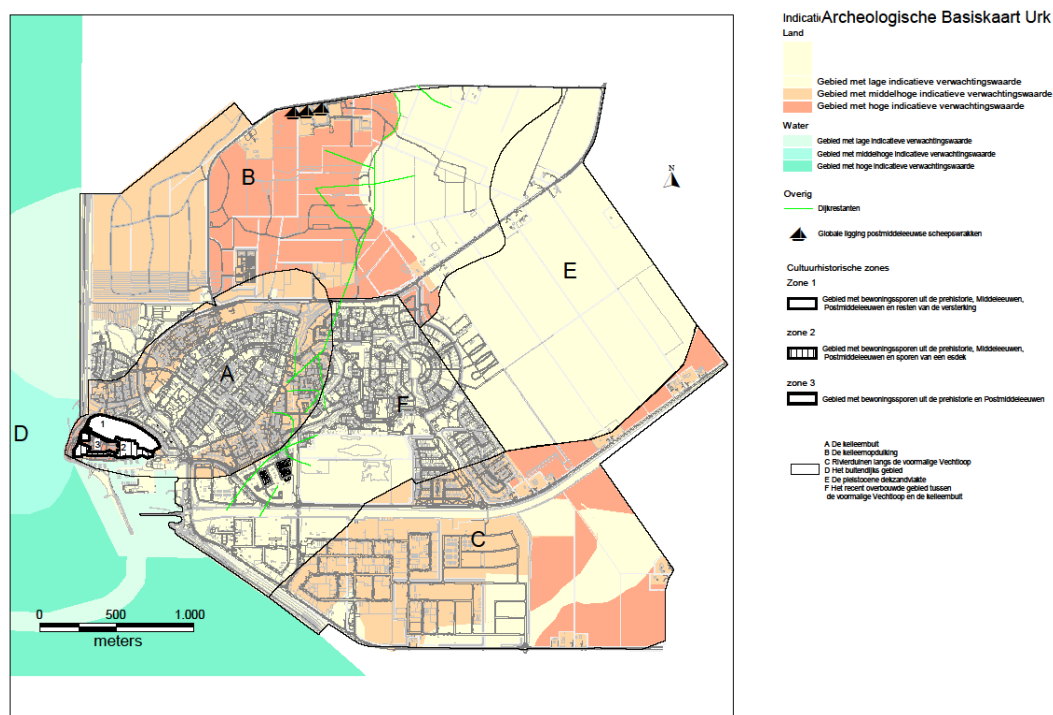 Indicati Archeologische Basiskaart Urk
Land
Gebied met lage indicatieve verwachtingswaarde
Gebied met middelhoge indicatieve verwachtingswaarde
Gebied met hoge indicatieve verwachtingswaarde
Water
Gebied met lage indicatieve verwachtingswaarde
Gebied met middelhoge indicatieve verwachtingswaarde
Gebied met hoge indicatieve verwachtingswaarde
Overig
Dijkrestanten
Globale ligging postmiddeleeuwse scheepswrakken
Cultuurhistorische zones
Zone 1
Gebied met bewoningsporen uit de prehistorie, Middeleeuwen,
Postmiddeleeuwen en resten van de versterking
zone 2
Gebied met bewoningssporen uit de prehistorie, Middeleeuwen,
Postmiddeleeuwen en sporen van een esdek
zone 3
Gebied met bewoningssporen uit de prehistorie en Postmiddeleeuwen
A De keileembult
B De keileemopduiking
C Rivierduinen langs de voormalige Vechtloop
D Het buitendijks gebied
E De pleistocene dekzandvlakte
F Het recent overbouwde gebied tussen
de voormalige Vechtloop en de keileembult
N
B
E
A
F
D
1
3
2
C
0 500 1.000
meters